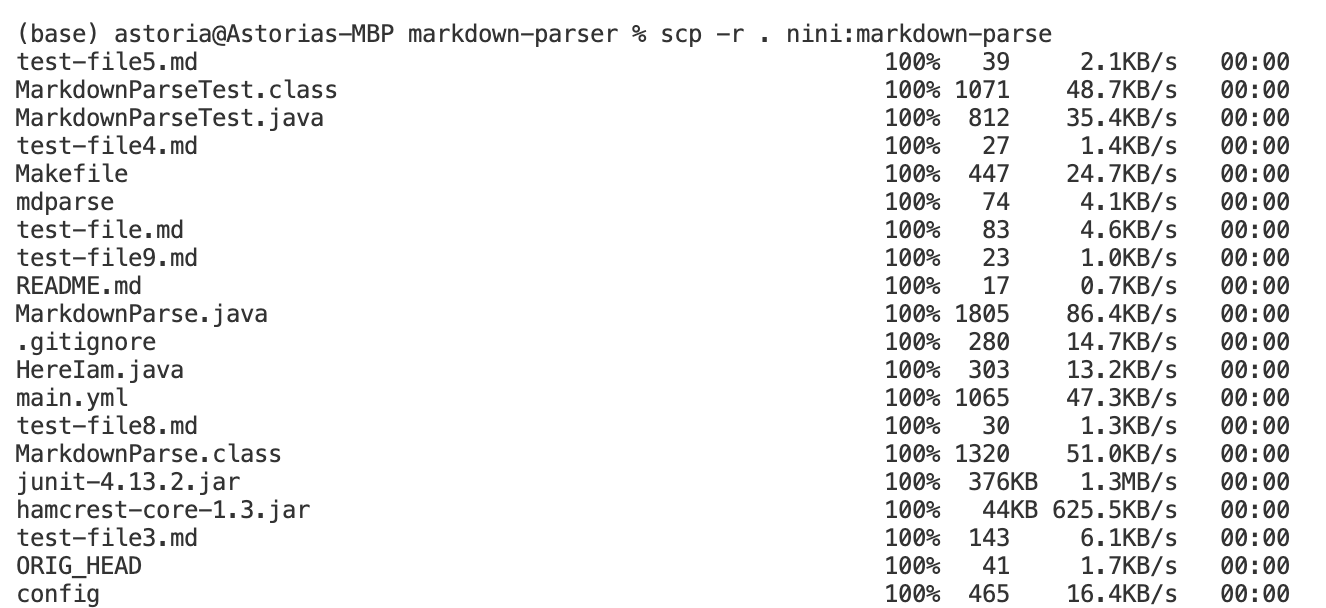 (base) astoria@Astorias-MBP markdown-parser % scp -r . nini:markdown-parse
test-file5.md 100% 39 2.1KB/s 00:00
MarkdownParseTest.class 100% 1071 48.7KB/s 00:00
MarkdownParseTest.java 100% 812 35.4KB/s 00:00
test-file4.md 100% 27 1.4KB/s 00:00
Makefile 100% 447 24.7KB/s 00:00
mdparse 100% 74 4.1KB/s 00:00
test-file.md 100% 83 4.6KB/s 00:00
test-file9.md 100% 23 1.0KB/s 00:00
README.md 100% 17 0.7KB/s 00:00
MarkdownParse.java 100% 1805 86.4KB/s 00:00
.gitignore 100% 280 14.7KB/s 00:00
HereIam.java 100% 303 13.2KB/s 00:00
main.yml 100% 1065 47.3KB/s 00:00
test-file8.md 100% 30 1.3KB/s 00:00
MarkdownParse.class 100% 1320 51.0KB/s 00:00
junit-4.13.2.jar 100% 376KB 1.3MB/s 00:00
hamcrest-core-1.3.jar 100% 44KB 625.5KB/s 00:00
test-file3.md 100% 143 6.1KB/s 00:00
ORIG_HEAD 100% 41 1.7KB/s 00:00
config 100% 465 16.4KB/s 00:00